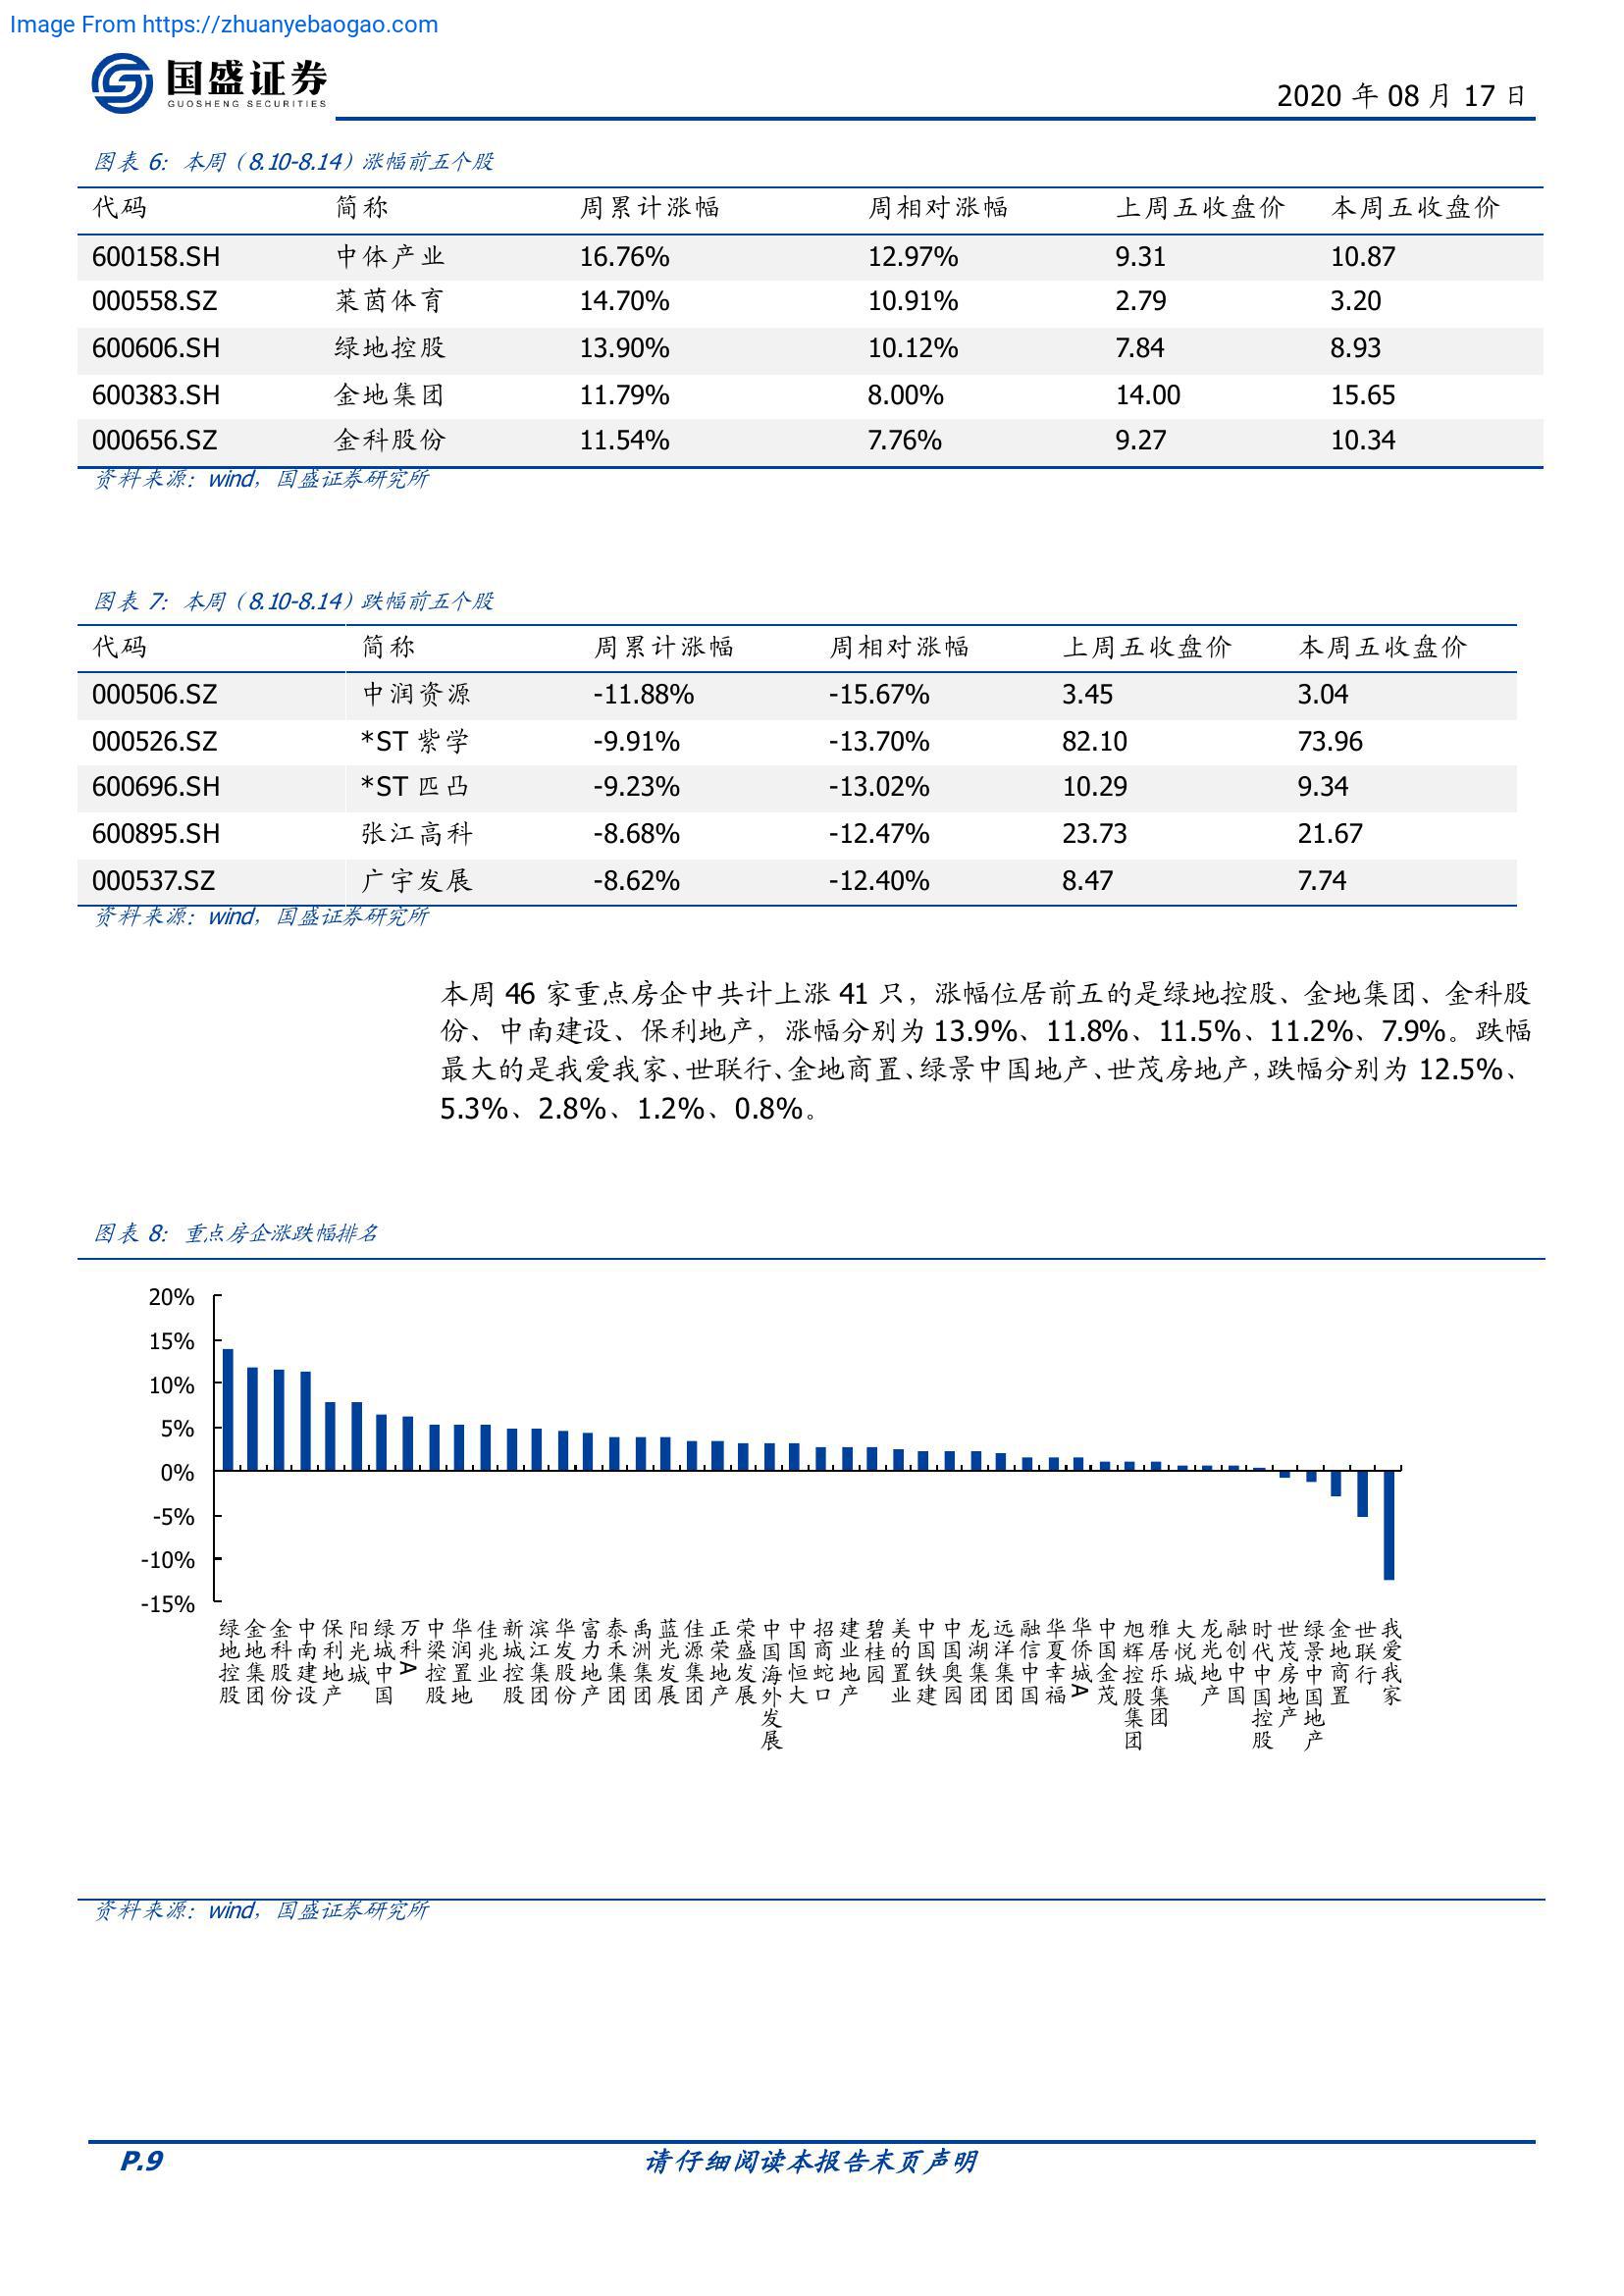 Image From https://zhuanyebaogao.com
国盛证券
GUOSHENG SECURITIES
2020 年 08 月 17 日
图表 6：本周（8.10-8.14）涨幅前五个股
代码 简称 周累计涨幅 周相对涨幅 上周五收盘价 本周五收盘价
600158.SH 中体产业 16.76% 12.97% 9.31 10.87
000558.SZ 莱茵体育 14.70% 10.91% 2.79 3.20
600606.SH 绿地控股 13.90% 10.12% 7.84 8.93
600383.SH 金地集团 11.79% 8.00% 14.00 15.65
000656.SZ 金科股份 11.54% 7.76% 9.27 10.34
资料来源：wind，国盛证券研究所
图表 7：本周（8.10-8.14）跌幅前五个股
代码 简称 周累计涨幅 周相对涨幅 上周五收盘价 本周五收盘价
000506.SZ 中润资源 -11.88% -15.67% 3.45 3.04
000526.SZ *ST 紫学 -9.91% -13.70% 82.10 73.96
600696.SH *ST 匹凸 -9.23% -13.02% 10.29 9.34
600895.SH 张江高科 -8.68% -12.47% 23.73 21.67
000537.SZ 广宇发展 -8.62% -12.40% 8.47 7.74
资料来源：wind，国盛证券研究所
本周 46 家重点房企中共计上涨 41 只，涨幅位居前五的是绿地控股、金地集团、金科股
份、中南建设、保利地产，涨幅分别为 13.9%、11.8%、11.5%、11.2%、7.9%。跌幅
最大的是我爱我家、世联行、金地商置、绿景中国地产、世茂房地产，跌幅分别为 12.5%、
5.3%、2.8%、1.2%、0.8%。
图表 8：重点房企涨跌幅排名
20%
15%
10%
5%
0%
-5%
-10%
-15%
绿地控股
金地集团
金科股份
中南建设
保利地产
阳光城
绿城中国
万科A
中梁控股
华润置地
佳兆业
新城控股
滨江集团
华发股份
富力地产
泰禾集团
禹洲集团
蓝光发展
佳源集团
正荣地产
荣盛发展
中国海外发展
中国恒大
招商蛇口
建业地产
碧桂园
美的置业
中国铁建
中国奥园
龙湖集团
远洋集团
融信中国
华夏幸福
华侨城A
中国金茂
旭辉控股集团
雅居乐集团
大悦城
龙光地产
融创中国
时代中国控股
世茂房地产
绿景中国地产
金地商置
世联行
我爱我家
资料来源：wind，国盛证券研究所
P.9
请仔细阅读本报告末页声明